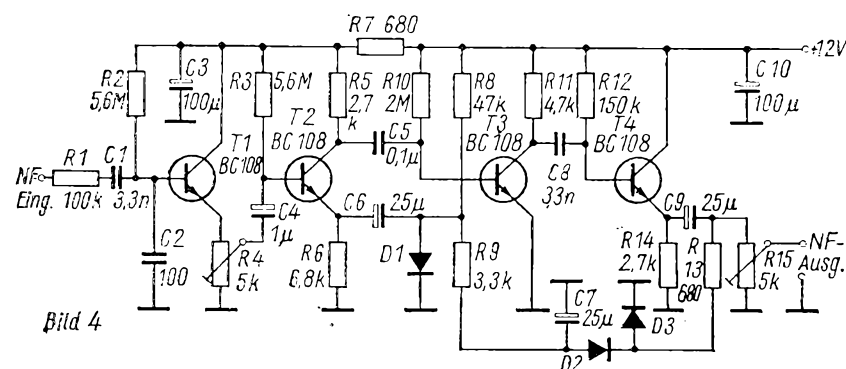 R7 680
+12V
R2
5,6M
C3
100µ
R3
5,6M
R5
2,7
k
R10
2M
R8
47k
R11
4,7k
R12
150k
C10
100µ
T1
BC108
T2
BC108
C5
0,1µ
T3
BC108
C8
3,3n
T4
BC108
NF
Eing.
R1
100k
C1
3,3n
C2
100
R4
5k
C4
1µ
C6
25µ
R6
6,8k
D1
R9
3,3k
C7
25µ
D2
D3
C9
25µ
R14
2,7k
R
13
680
R15
5k
NF-
Ausg.
Bild 4